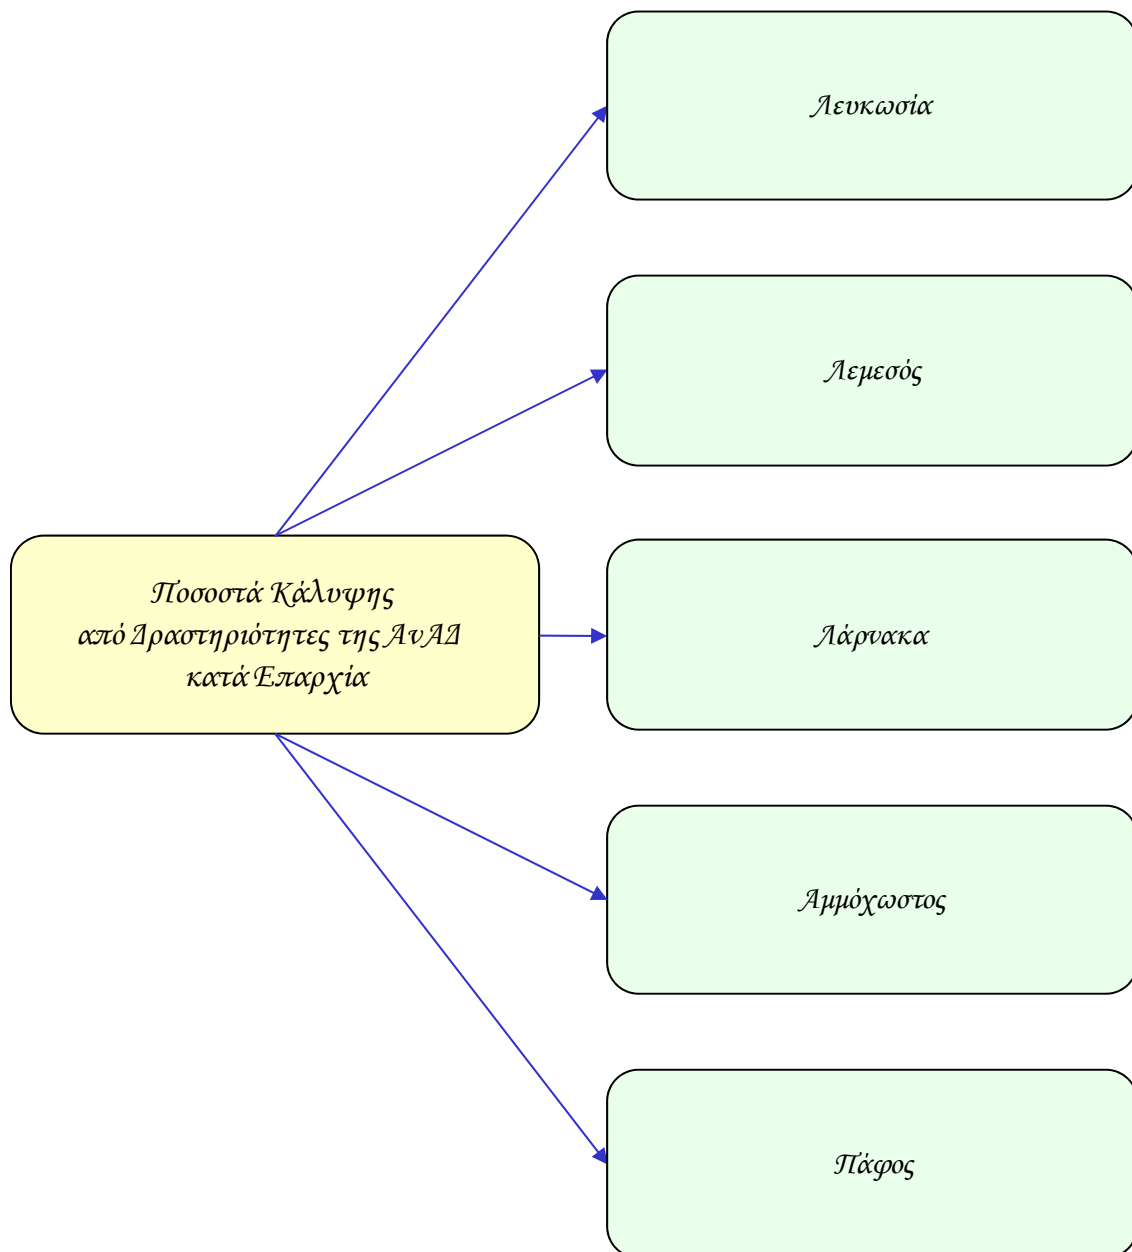 Λευκωσία
Λεμεσός
Ποσοστά Κάλυψης
από Δραστηριότητες της ΑνΑΔ
κατά Επαρχία
Λάρνακα
Αμμόχωστος
Πάφος